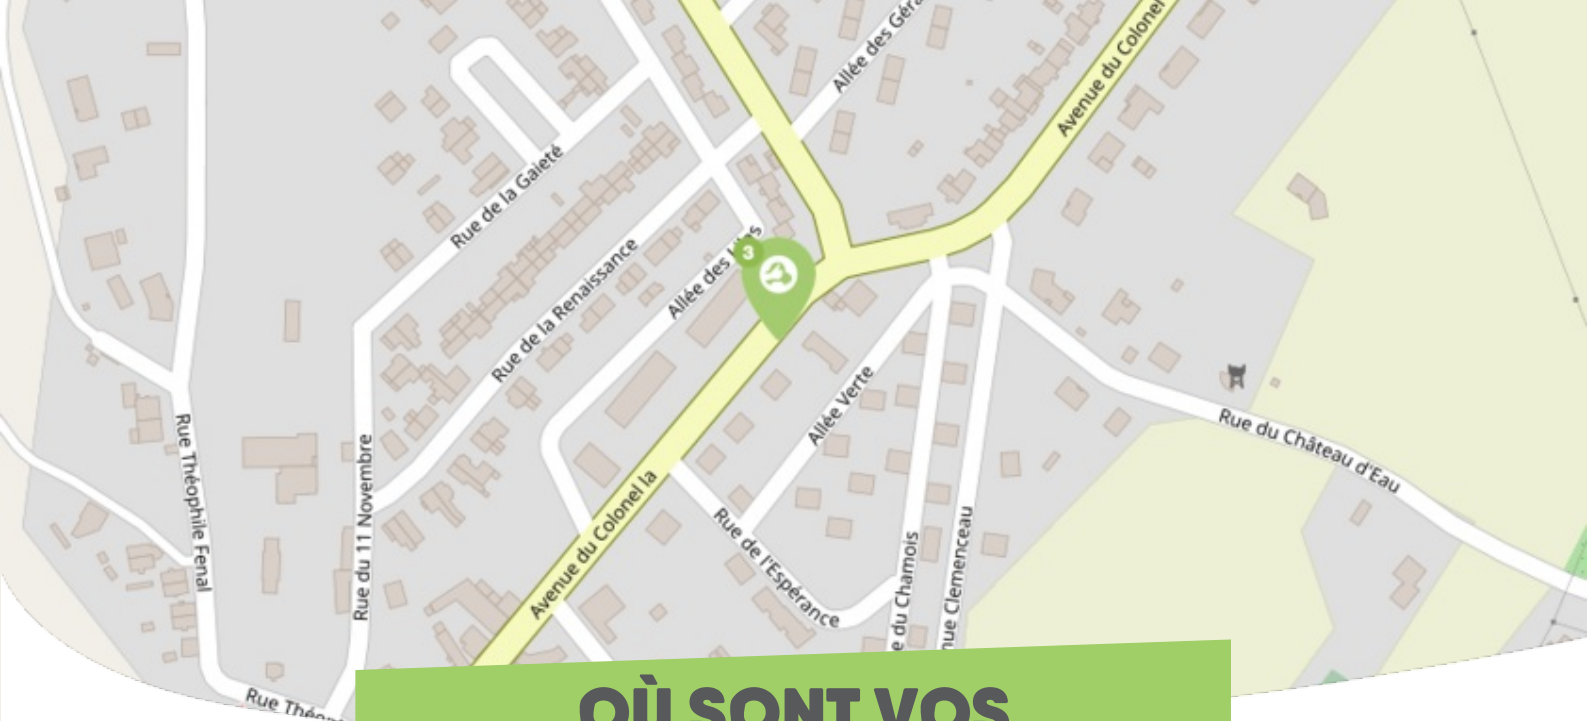 Allée des Géra
Avenue du Colonel
Rue de la Gaieté
Rue de la Renaissance
Allée des
3
Allée Verte
Rue du Château d'Eau
Rue Théophile Fenal
Rue du 11 Novembre
Avenue du Colonel la
Rue de l'Espérance
e du Chamois
nue Clemenceau
Rue Théop
OÙ SONT VOS